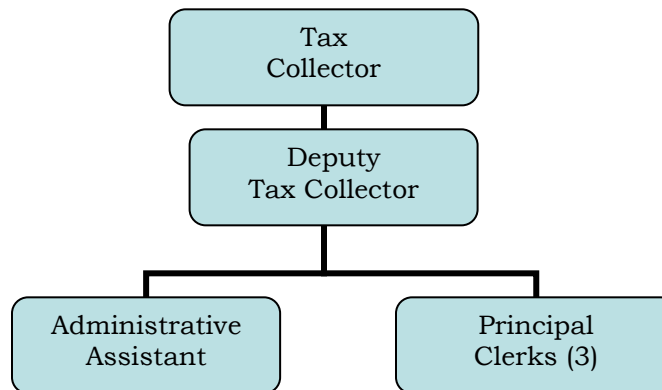 Tax
Collector
Deputy
Tax Collector
Administrative
Assistant
Principal
Clerks (3)